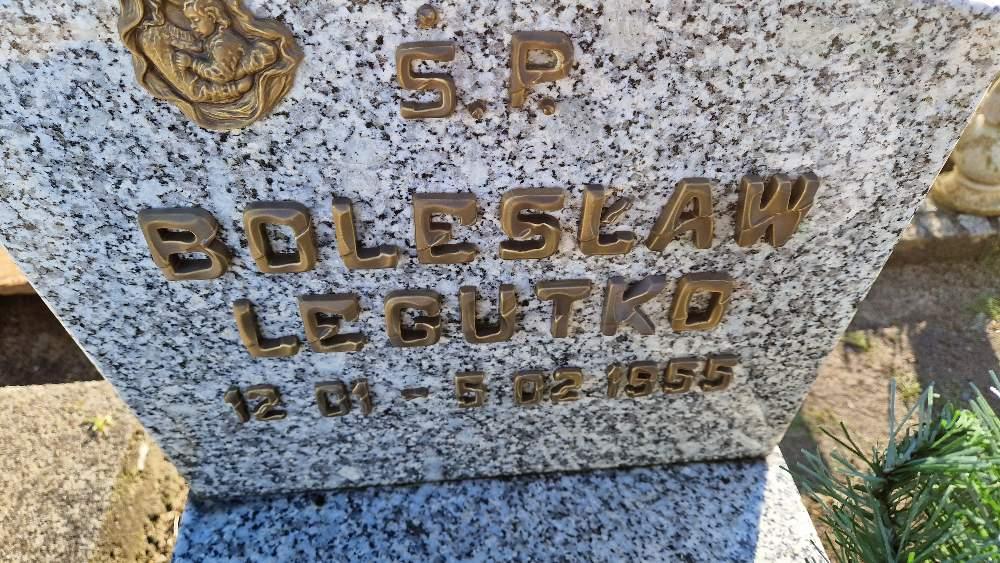 Ś.P.
BOLESŁAW
LEGUTKO
12 01 - 5 02 1955